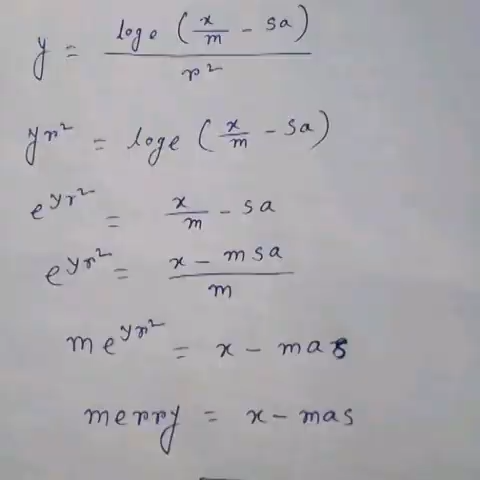 y = loge (x/m - sa) / r²
yr² = loge (x/m - sa)
e^yr² = x/m - sa
e^yr² = x - msa / m
me^yr² = x - mas
merry = x-mas